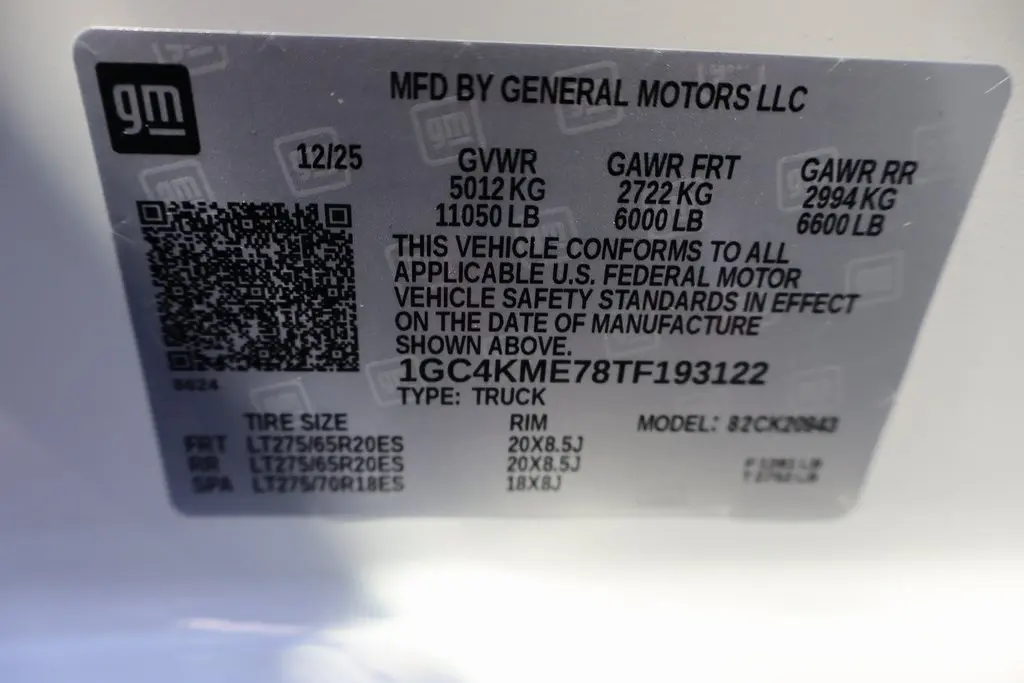 gm
MFD BY GENERAL MOTORS LLC
12/25
GVWR GAWR FRT GAWR RR
5012 KG 2722 KG 2994 KG
11050 LB 6000 LB 6600 LB
THIS VEHICLE CONFORMS TO ALL
APPLICABLE U.S. FEDERAL MOTOR
VEHICLE SAFETY STANDARDS IN EFFECT
ON THE DATE OF MANUFACTURE
SHOWN ABOVE.
1GC4KME78TF193122
8624
TYPE: TRUCK
TIRE SIZE RIM MODEL: 82CK20943
FRT LT275/65R20ES 20X8.5J
RR LT275/65R20ES 20X8.5J
SPA LT275/70R18ES 18X8J